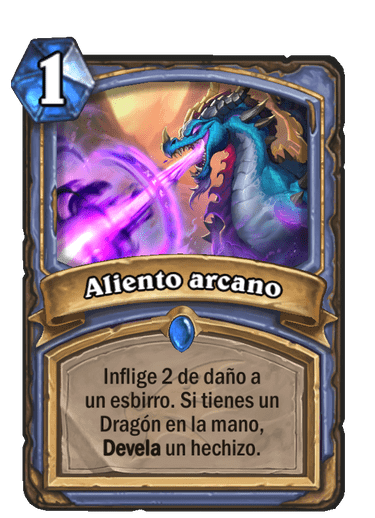 1
Aliento arcano
Inflige 2 de daño a
un esbirro. Si tienes un
Dragón en la mano,
Devela un hechizo.